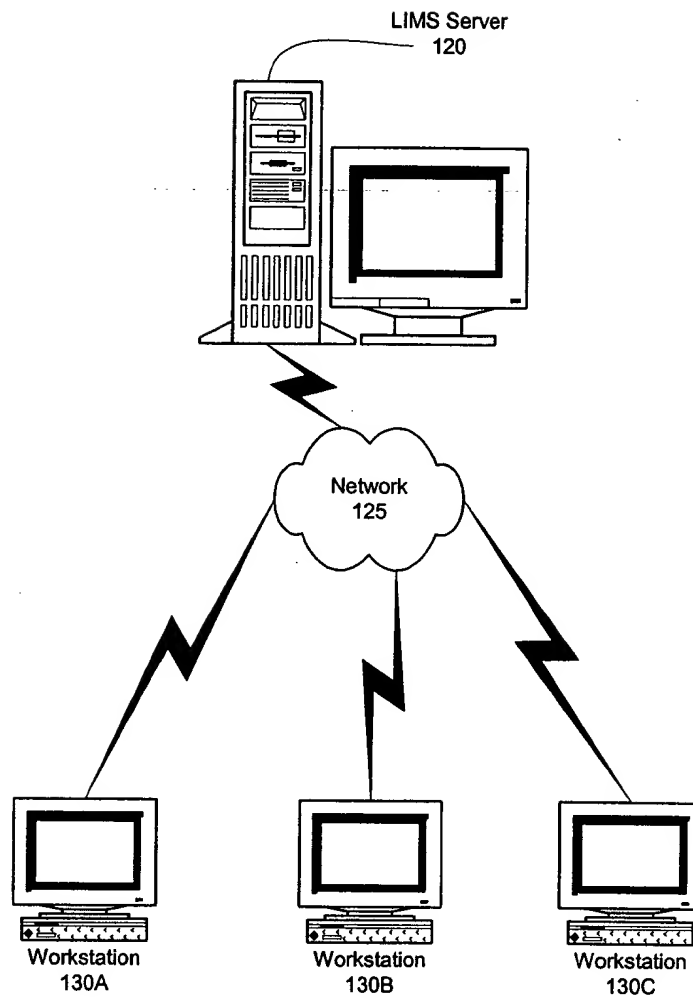 LIMS Server
120
Network
125
Workstation
130A
Workstation
130B
Workstation
130C